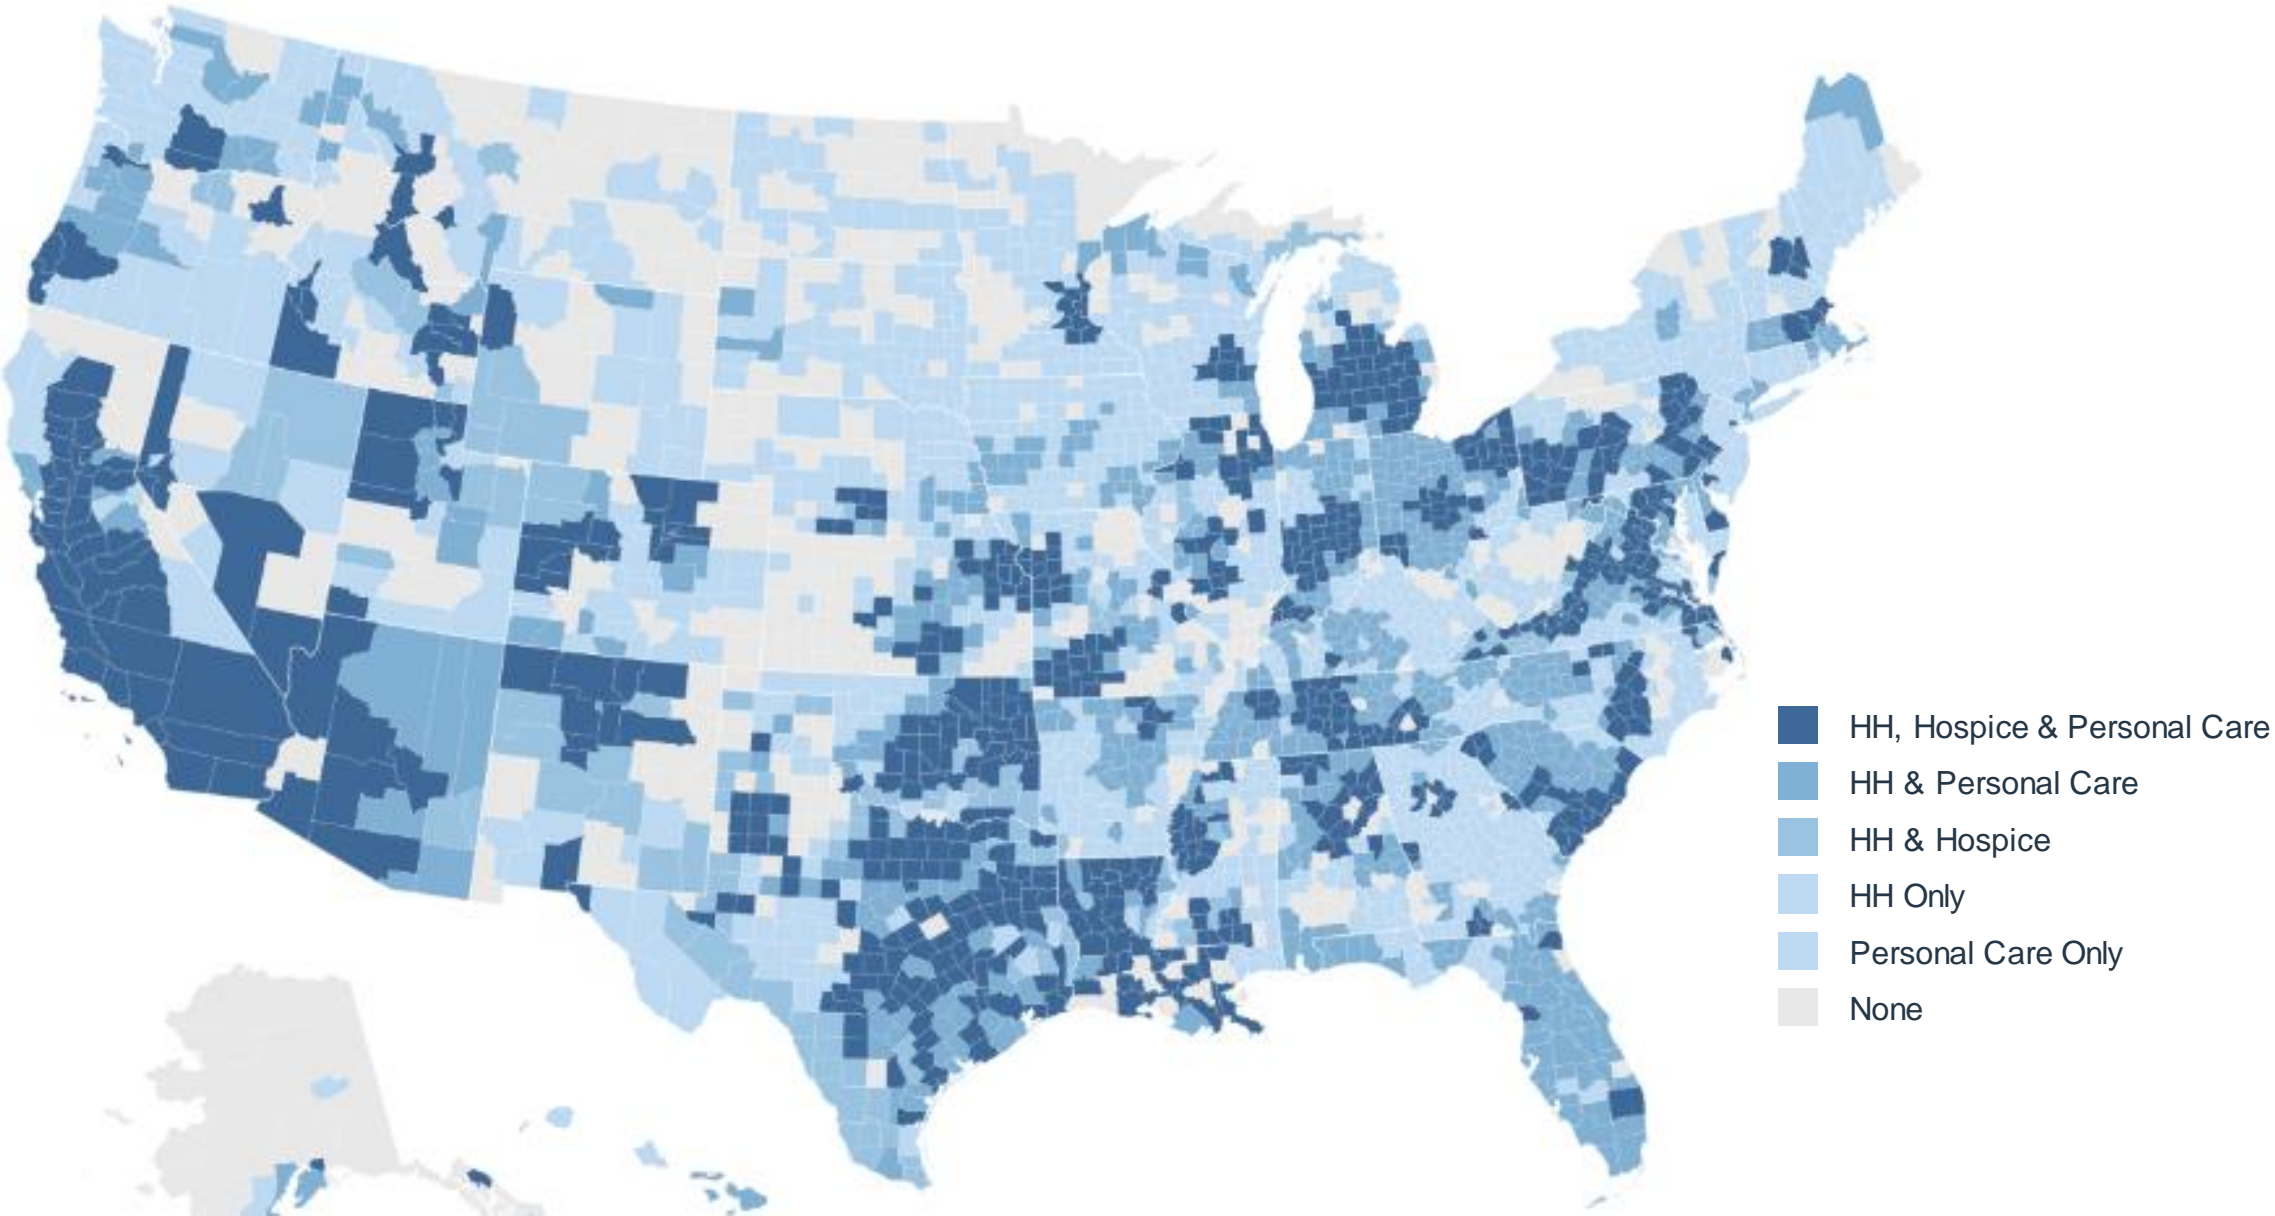 HH, Hospice & Personal Care
HH & Personal Care
HH & Hospice
HH Only
Personal Care Only
None